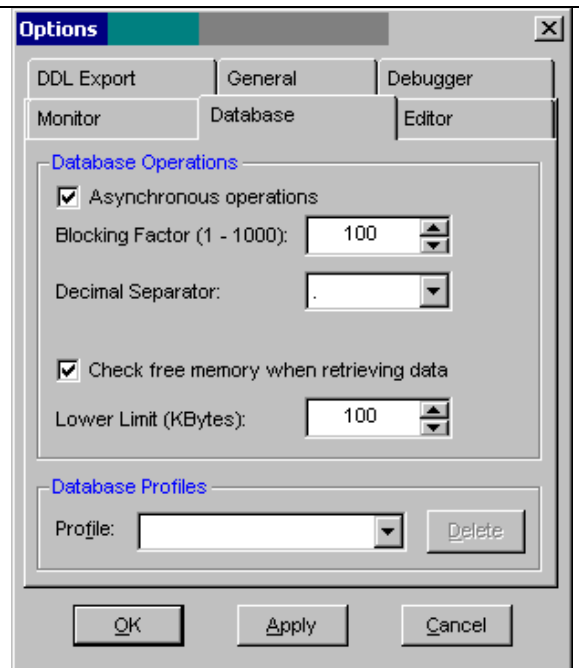 Options
DDL Export General Debugger
Monitor Database Editor
Database Operations
Asynchronous operations
Blocking Factor (1 - 1000): 100
Decimal Separator: .
Check free memory when retrieving data
Lower Limit (KBytes): 100
Database Profiles
Profile: Delete
OK Apply Cancel